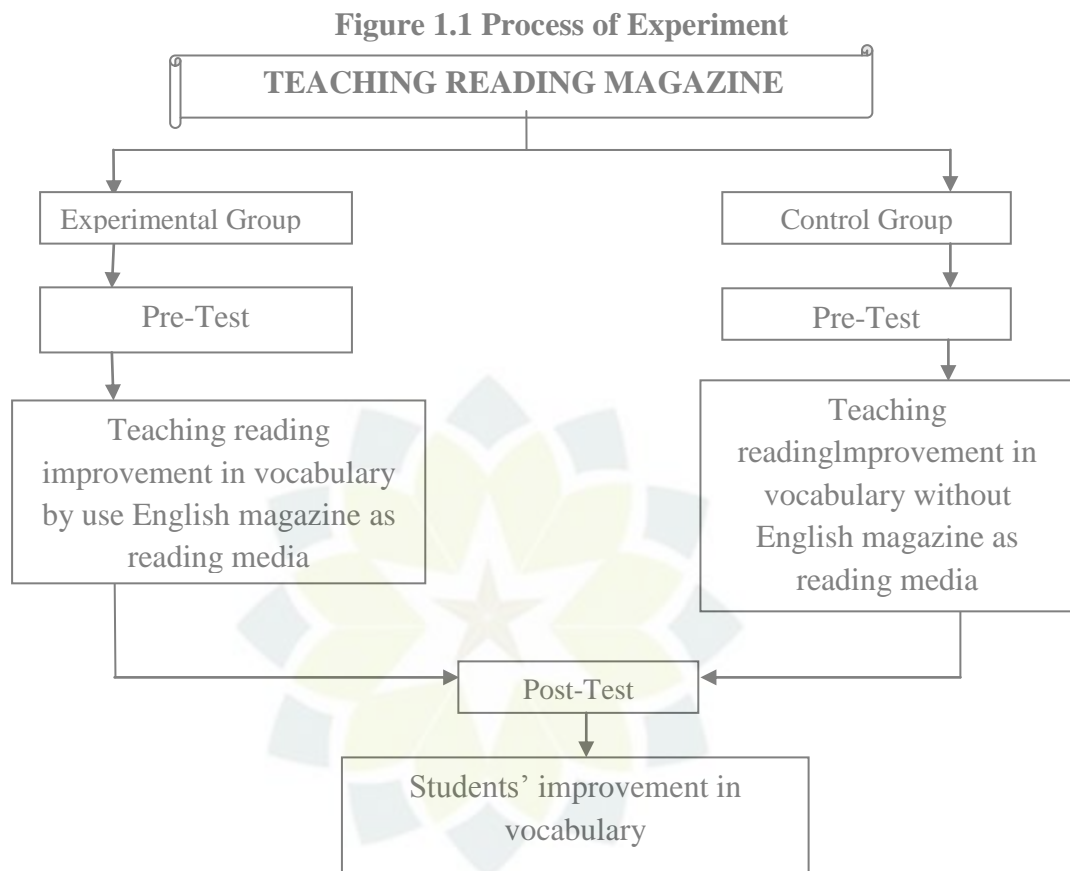 Figure 1.1 Process of Experiment
TEACHING READING MAGAZINE
Experimental Group
Control Group
Pre-Test
Pre-Test
Teaching reading
improvement in vocabulary
by use English magazine as
reading media
Teaching
readingImprovement in
vocabulary without
English magazine as
reading media
Post-Test
Students’ improvement in
vocabulary